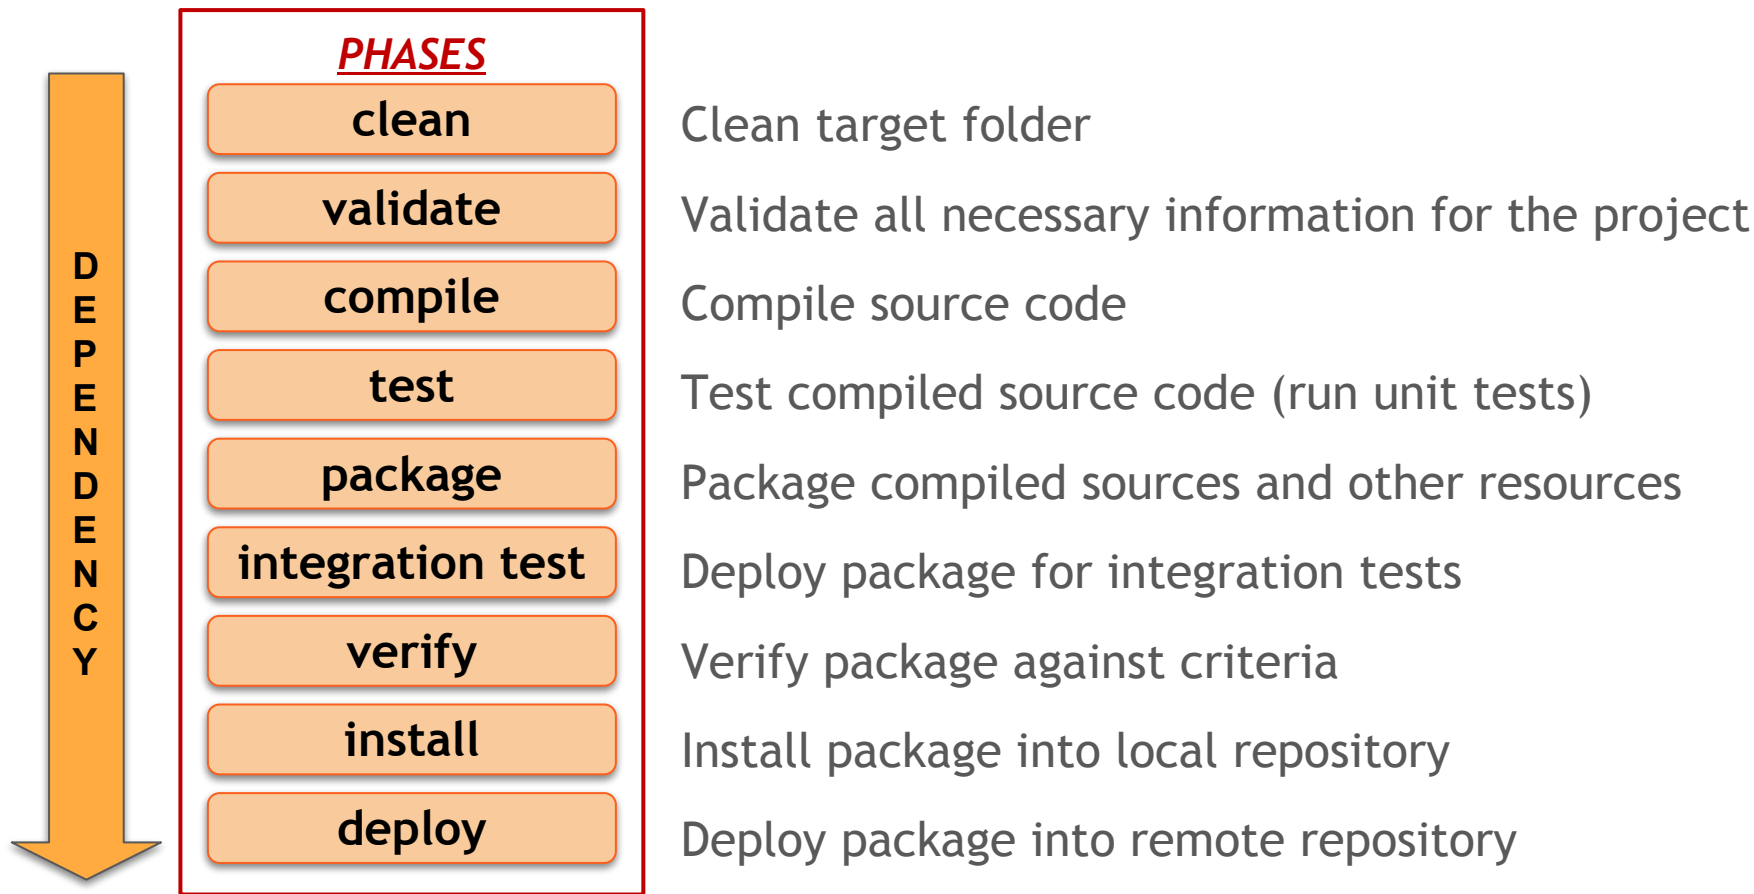 PHASES
clean
Clean target folder
validate
Validate all necessary information for the project
compile
Compile source code
test
Test compiled source code (run unit tests)
package
Package compiled sources and other resources
integration test
Deploy package for integration tests
verify
Verify package against criteria
install
Install package into local repository
deploy
Deploy package into remote repository
DEPENDENCY